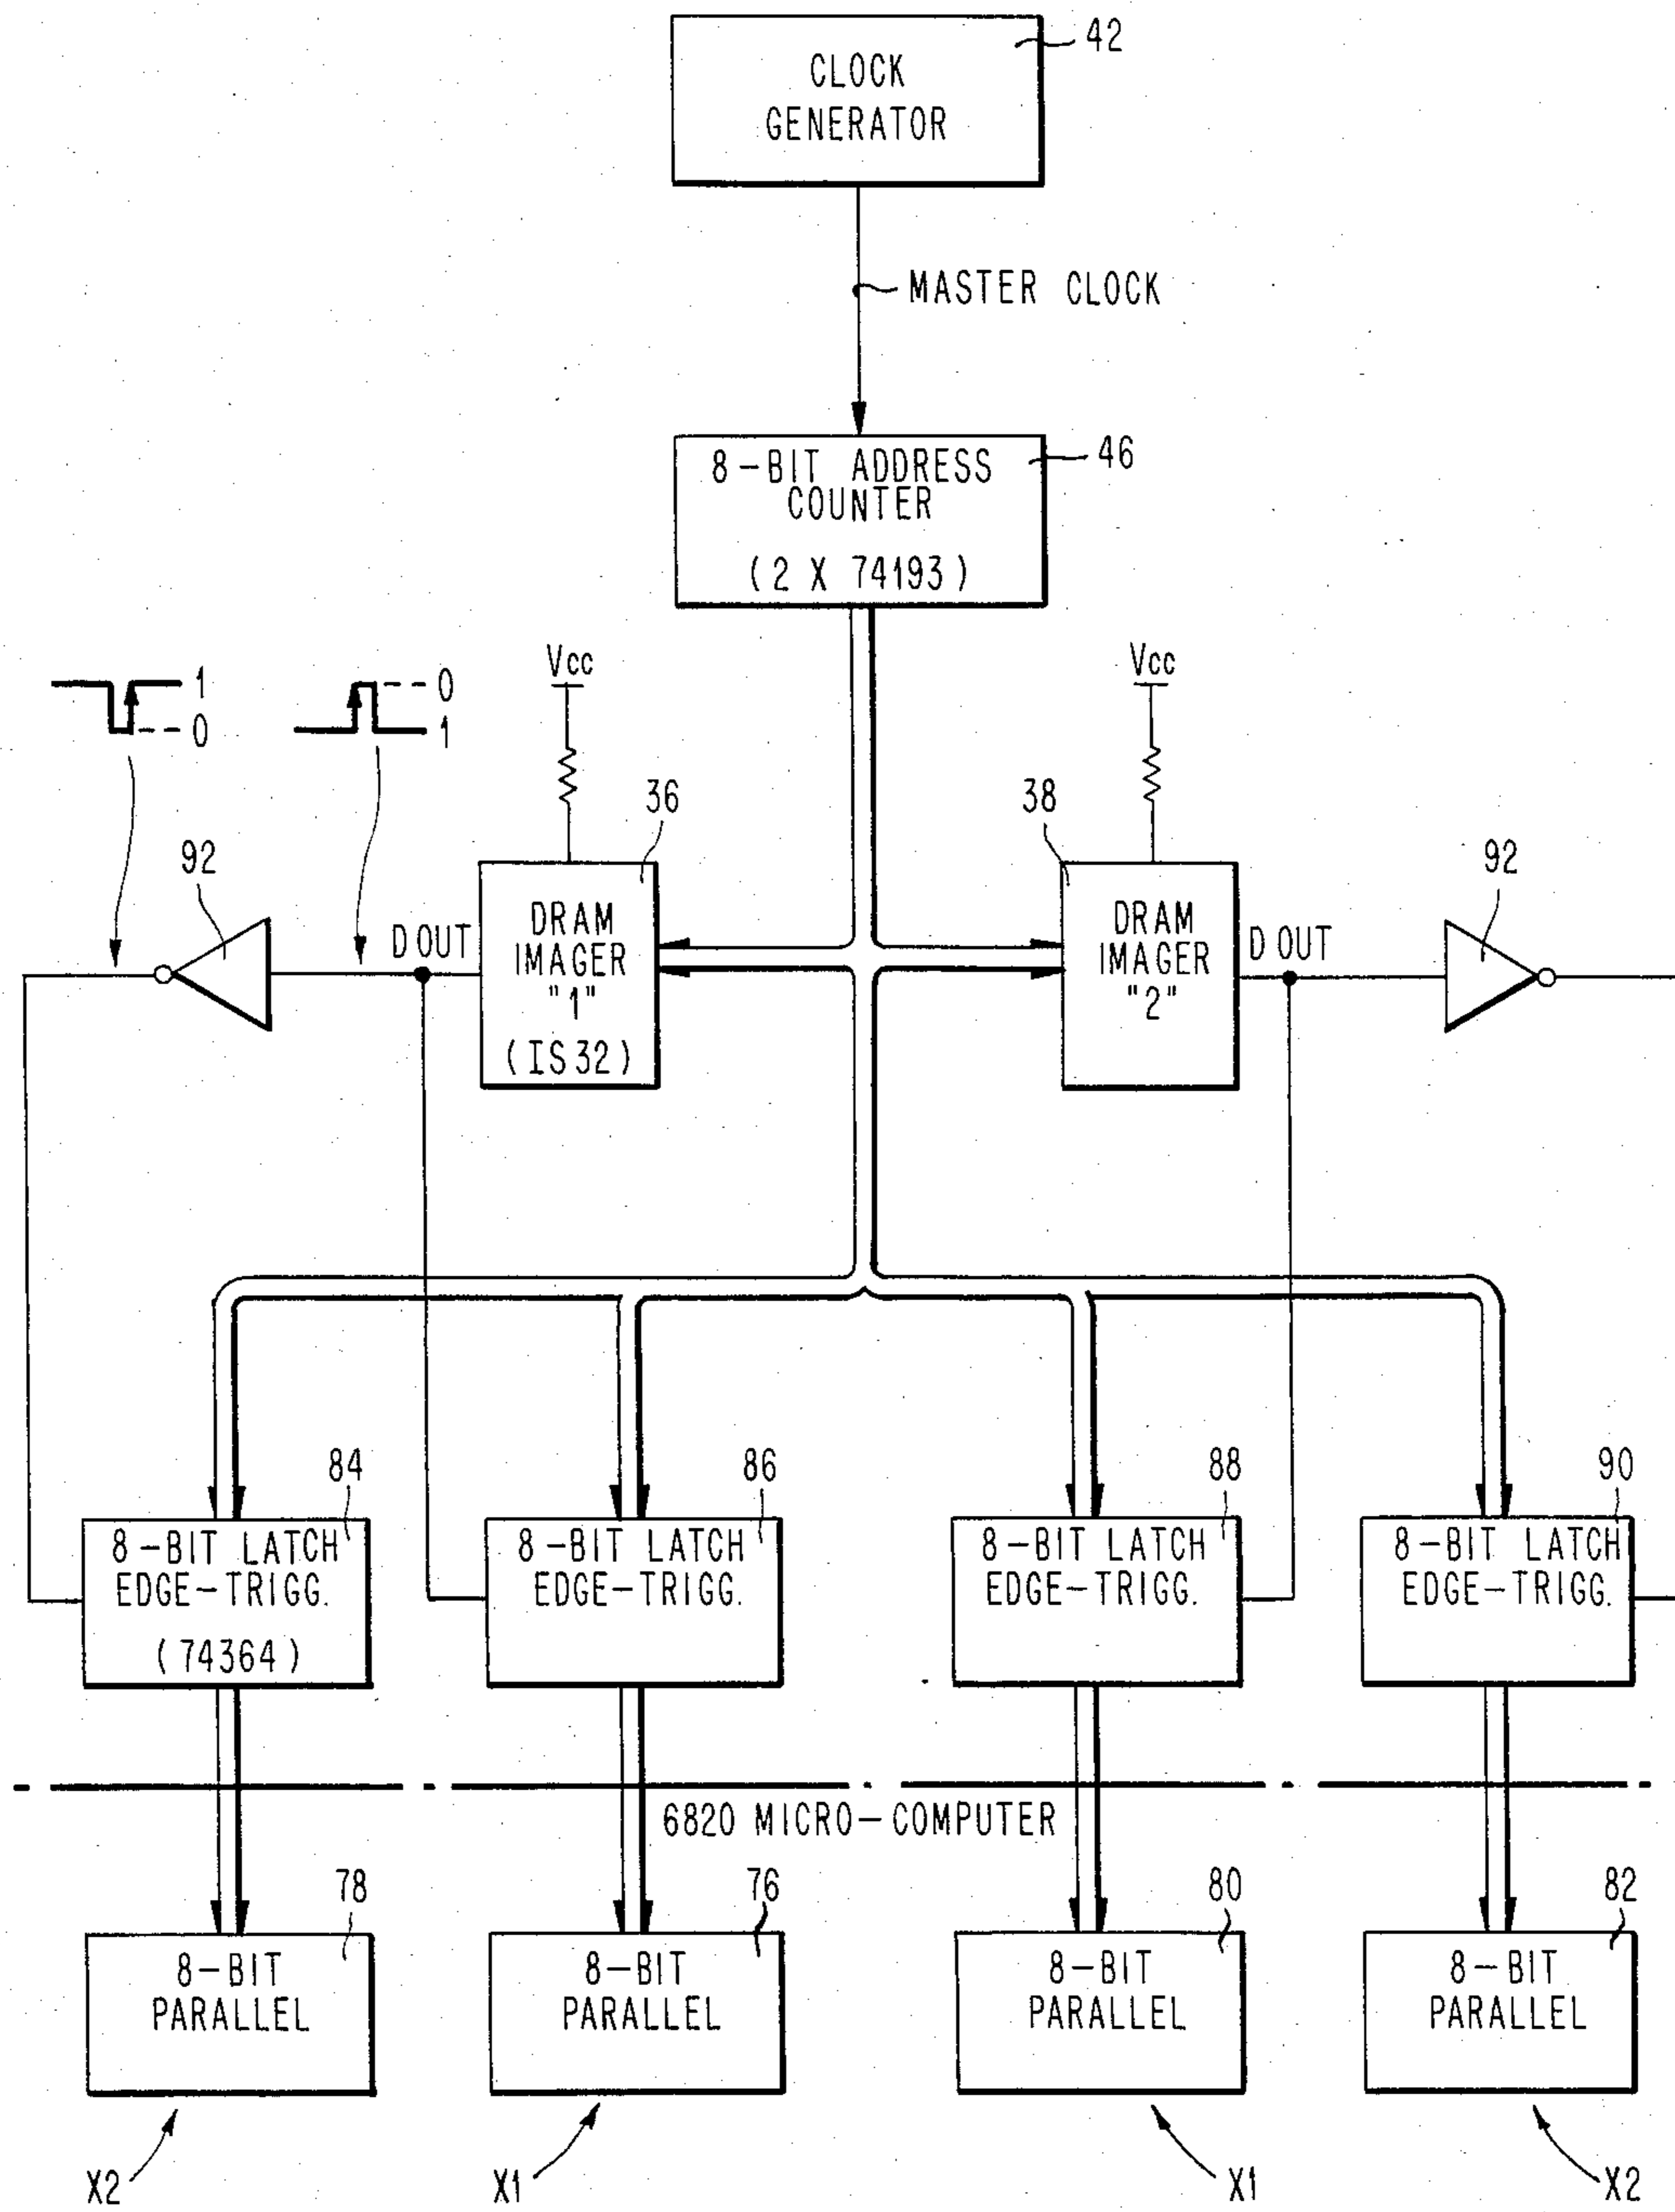 42
CLOCK
GENERATOR
MASTER CLOCK
46
8-BIT ADDRESS
COUNTER
(2 X 74193)
Vcc
Vcc
1
0
0
1
36
38
92
92
D OUT
DRAM
IMAGER
"1"
(IS32)
DRAM
IMAGER
"2"
D OUT
84
86
88
90
8-BIT LATCH
EDGE-TRIGG.
(74364)
8-BIT LATCH
EDGE-TRIGG.
8-BIT LATCH
EDGE-TRIGG.
8-BIT LATCH
EDGE-TRIGG.
6820 MICRO-COMPUTER
78
76
80
82
8-BIT
PARALLEL
8-BIT
PARALLEL
8-BIT
PARALLEL
8-BIT
PARALLEL
X2
X1
X1
X2